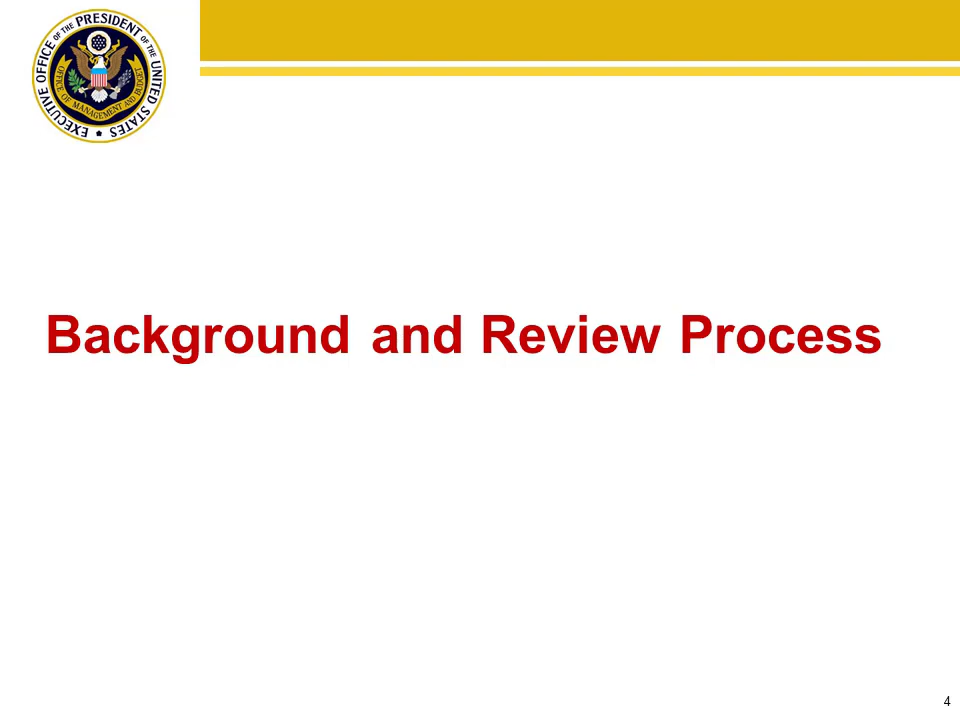 EXECUTIVE OFFICE OF THE PRESIDENT OF THE UNITED STATES
OFFICE OF MANAGEMENT AND BUDGET
Background and Review Process
4